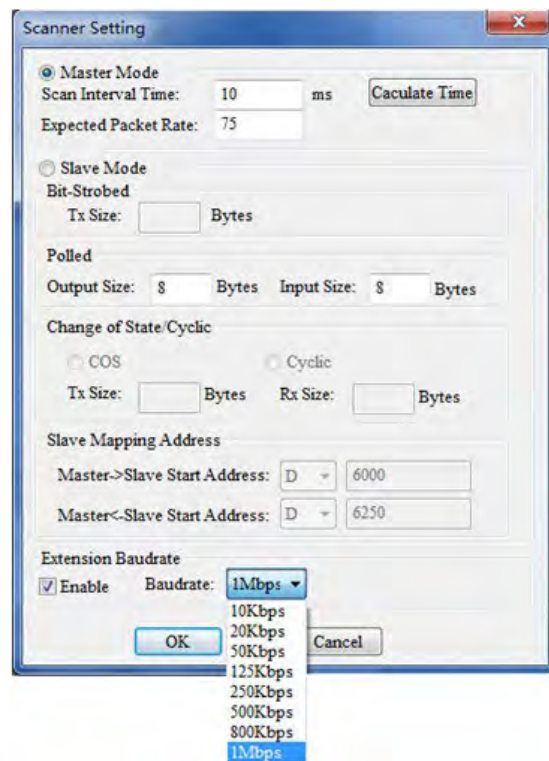 Scanner Setting
Master Mode
Scan Interval Time: 10 ms Caculate Time
Expected Packet Rate: 75
Slave Mode
Bit-Strobed
Tx Size: Bytes
Polled
Output Size: 8 Bytes Input Size: 8 Bytes
Change of State/Cyclic
COS Cyclic
Tx Size: Bytes Rx Size: Bytes
Slave Mapping Address
Master->Slave Start Address: D 6000
Master<-Slave Start Address: D 6250
Extension Baudrate
Enable Baudrate: 1Mbps
10Kbps
20Kbps
OK Cancel
50Kbps
125Kbps
250Kbps
500Kbps
800Kbps
1Mbps